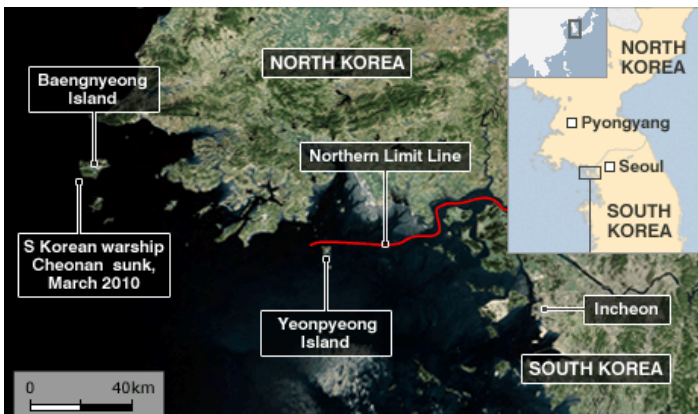 NORTH KOREA
Baengnyeong
Island
Northern Limit Line
S Korean warship
Cheonan sunk,
March 2010
Yeonpyeong
Island
Incheon
SOUTH KOREA
0 40km
NORTH
KOREA
Pyongyang
Seoul
SOUTH
KOREA